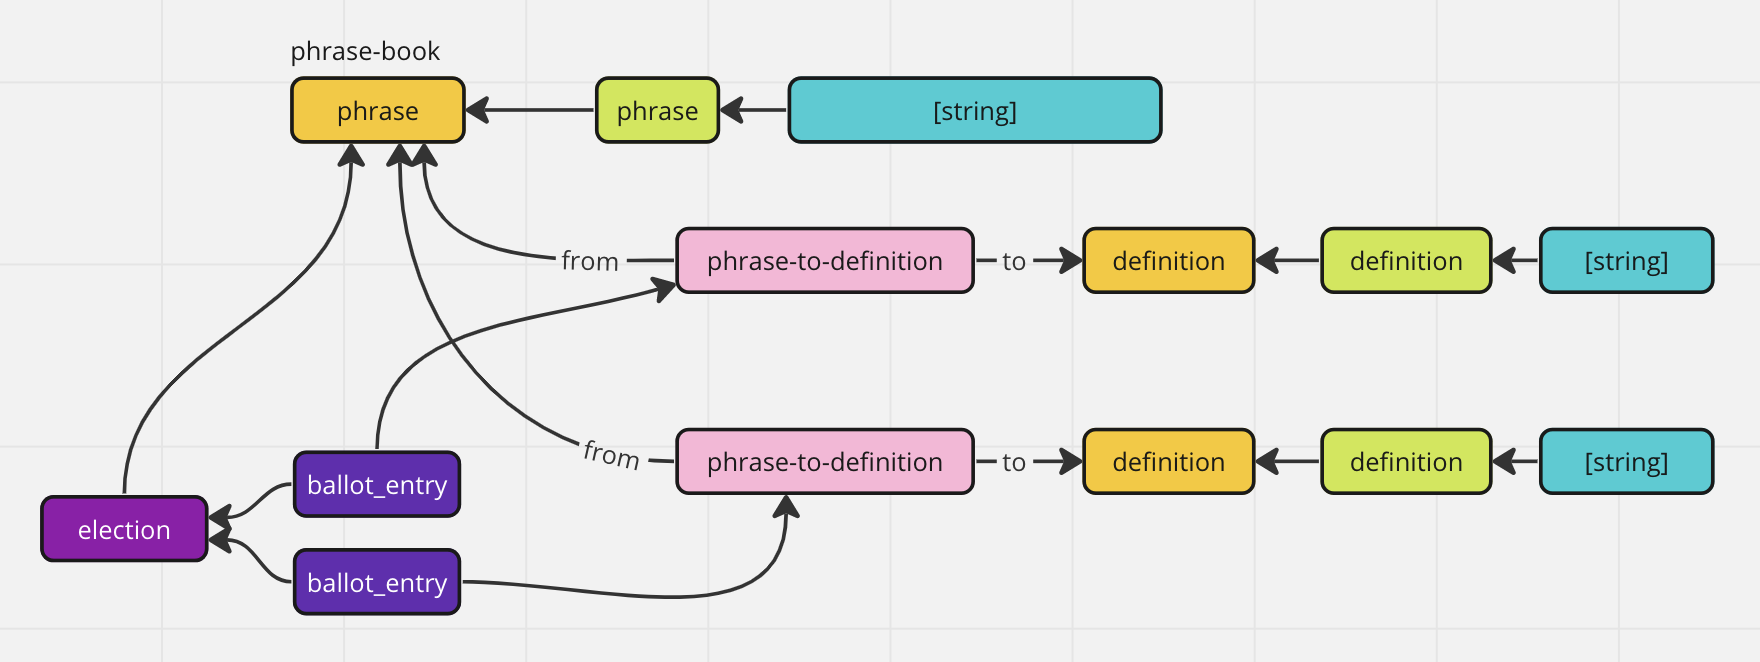 phrase-book
phrase
phrase
[string]
from
phrase-to-definition
to
definition
definition
[string]
from
phrase-to-definition
to
definition
definition
[string]
ballot_entry
election
ballot_entry